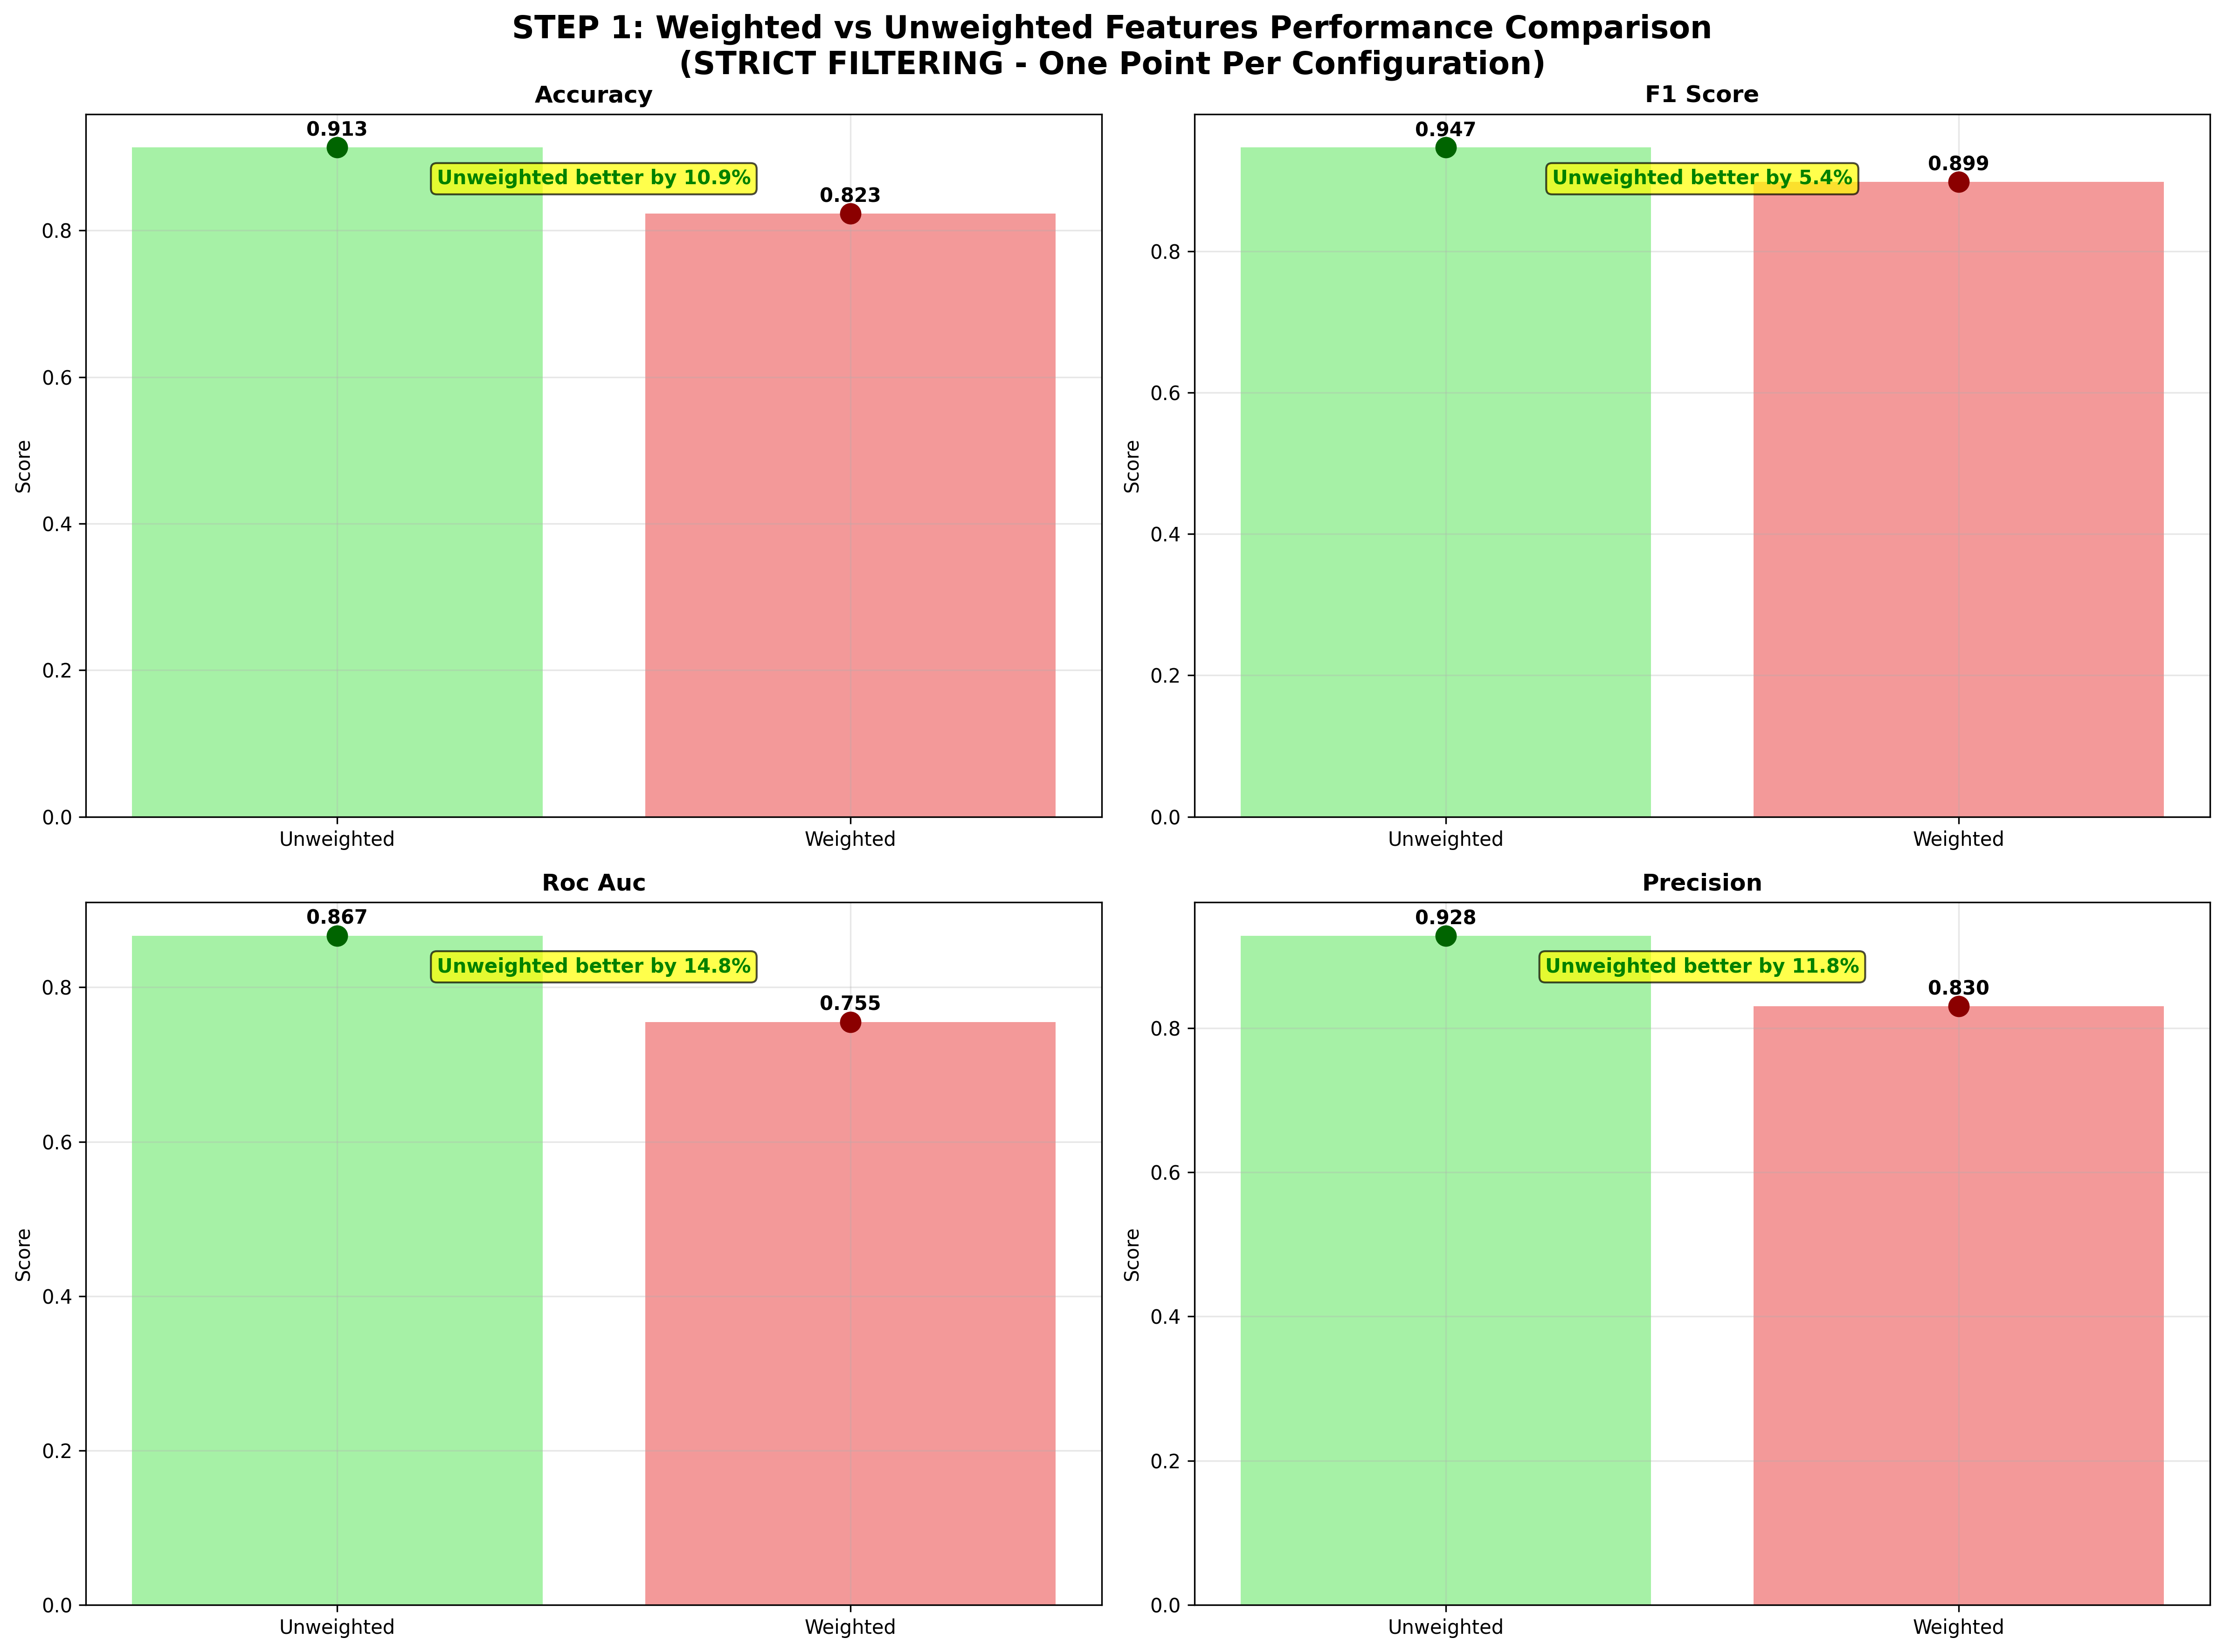 STEP 1: Weighted vs Unweighted Features Performance Comparison
(STRICT FILTERING - One Point Per Configuration)
Accuracy
0.913
Unweighted better by 10.9%
0.823
0.8
0.6
0.4
0.2
0.0
Score
Unweighted
Weighted
F1 Score
0.947
Unweighted better by 5.4%
0.899
0.8
0.6
0.4
0.2
0.0
Score
Unweighted
Weighted
Roc Auc
0.867
Unweighted better by 14.8%
0.755
0.8
0.6
0.4
0.2
0.0
Score
Unweighted
Weighted
Precision
0.928
Unweighted better by 11.8%
0.830
0.8
0.6
0.4
0.2
0.0
Score
Unweighted
Weighted